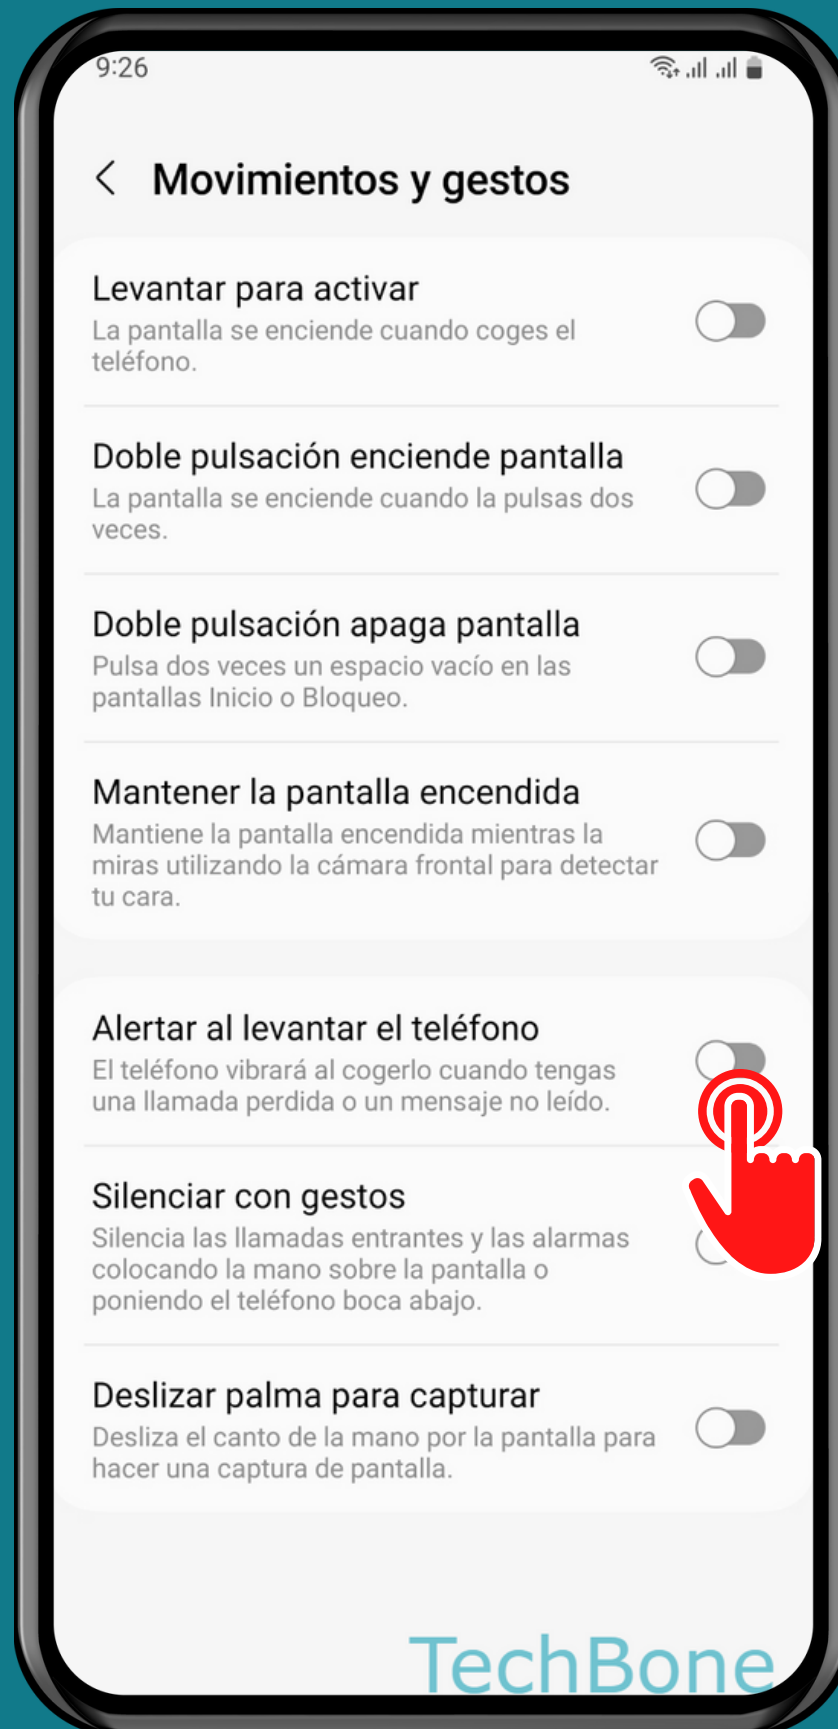 9:26
Movimientos y gestos
Levantar para activar
La pantalla se enciende cuando coges el
teléfono.
Doble pulsación enciende pantalla
La pantalla se enciende cuando la pulsas dos
veces.
Doble pulsación apaga pantalla
Pulsa dos veces un espacio vacío en las
pantallas Inicio o Bloqueo.
Mantener la pantalla encendida
Mantiene la pantalla encendida mientras la
miras utilizando la cámara frontal para detectar
tu cara.
Alertar al levantar el teléfono
El teléfono vibrará al cogerlo cuando tengas
una llamada perdida o un mensaje no leído.
Silenciar con gestos
Silencia las llamadas entrantes y las alarmas
colocando la mano sobre la pantalla o
poniendo el teléfono boca abajo.
Deslizar palma para capturar
Desliza el canto de la mano por la pantalla para
hacer una captura de pantalla.
TechBone